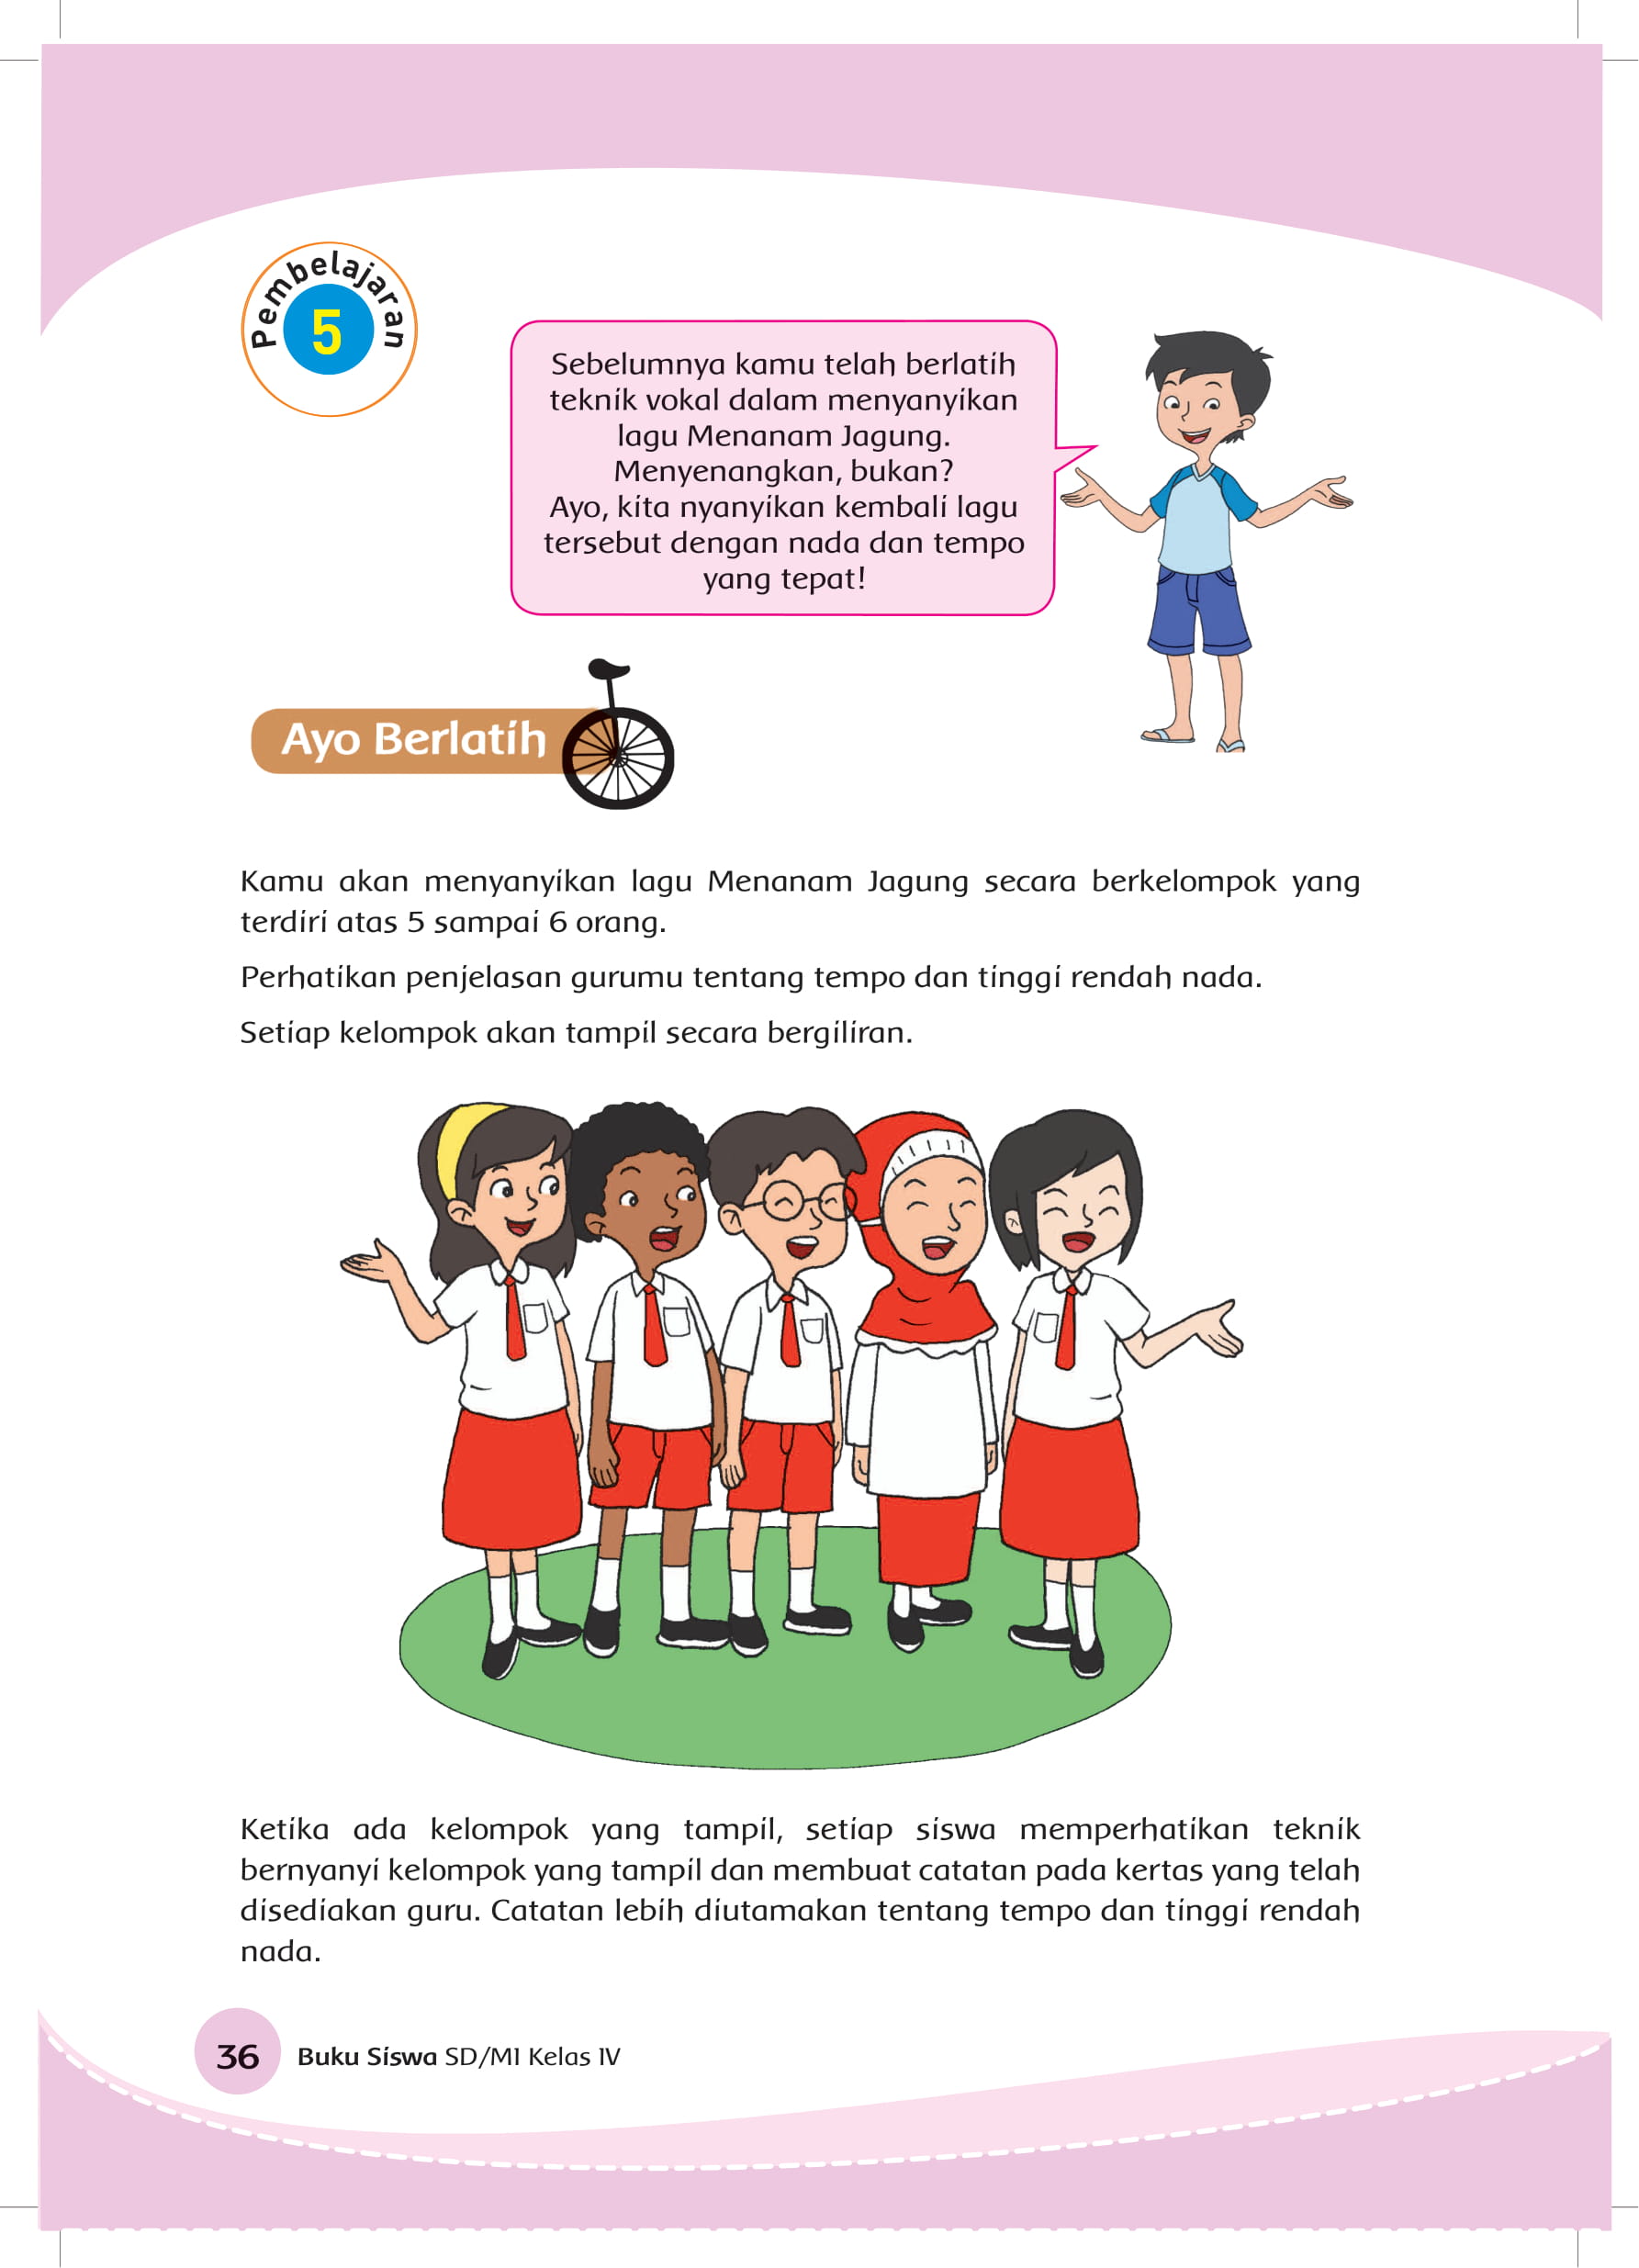 Pembelajaran
5
Sebelumnya kamu telah berlatih
teknik vokal dalam menyanyikan
lagu Menanam Jagung.
Menyenangkan, bukan?
Ayo, kita nyanyikan kembali lagu
tersebut dengan nada dan tempo
yang tepat!
Ayo Berlatih
Kamu akan menyanyikan lagu Menanam Jagung secara berkelompok yang
terdiri atas 5 sampai 6 orang.
Perhatikan penjelasan gurumu tentang tempo dan tinggi rendah nada.
Setiap kelompok akan tampil secara bergiliran.
Ketika ada kelompok yang tampil, setiap siswa memperhatikan teknik
bernyanyi kelompok yang tampil dan membuat catatan pada kertas yang telah
disediakan guru. Catatan lebih diutamakan tentang tempo dan tinggi rendah
nada.
36 Buku Siswa SD/MI Kelas IV